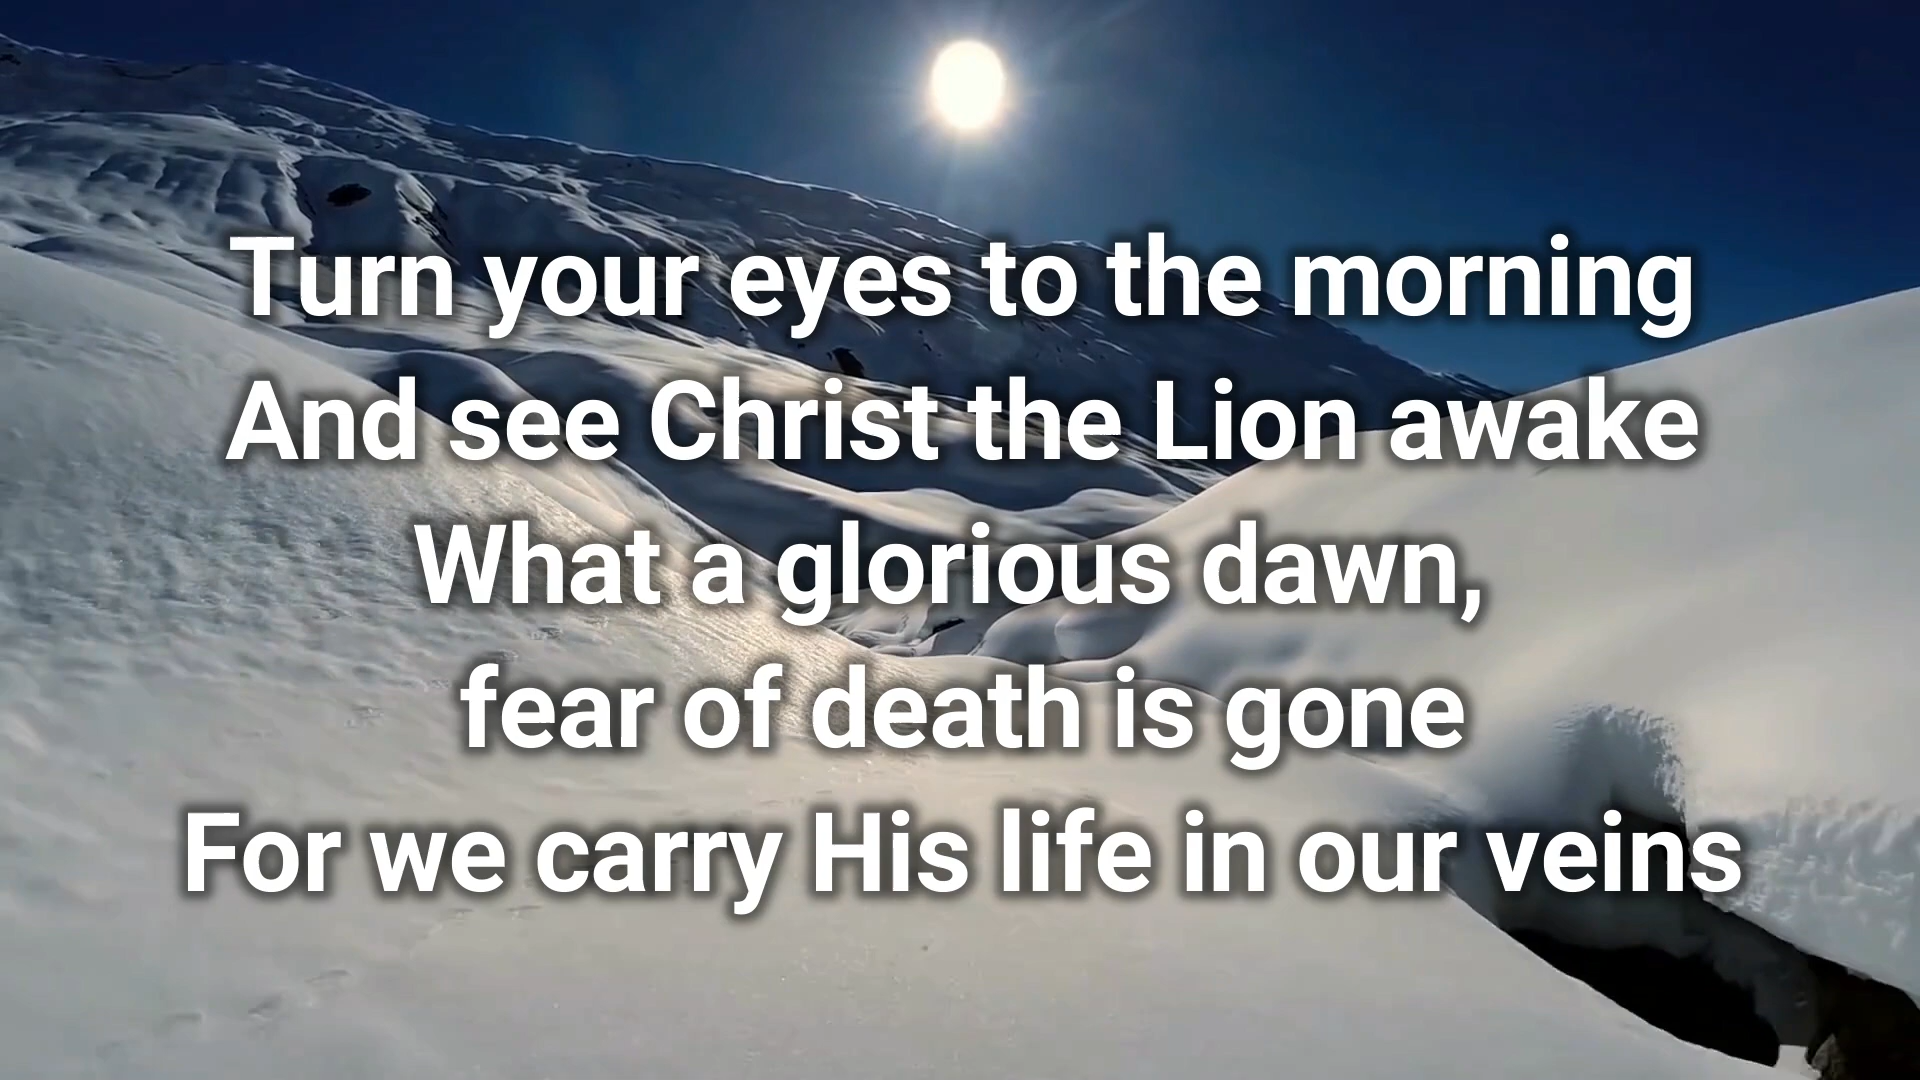 Turn your eyes to the morning
And see Christ the Lion awake
What a glorious dawn,
fear of death is gone
For we carry His life in our veins